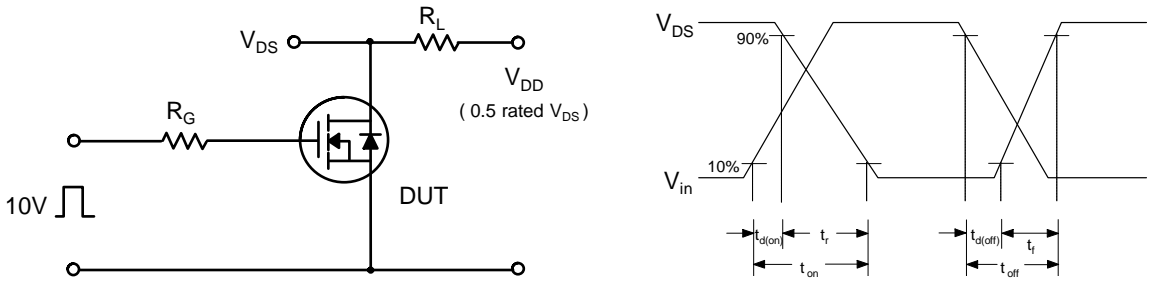 R_L
V_DS
V_DD
( 0.5 rated V_DS )
R_G
DUT
10V
V_DS
90%
10%
V_in
t_d(on)
t_r
t_on
t_d(off)
t_f
t_off